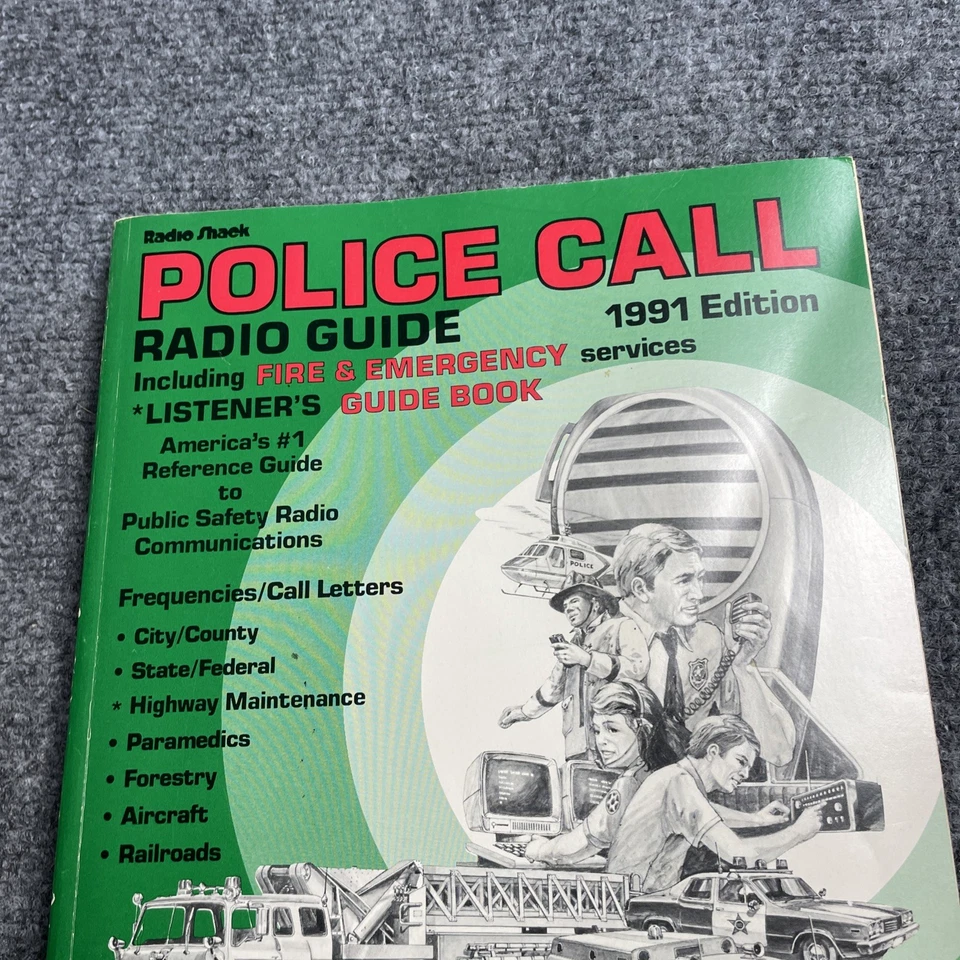 Radio Shack
POLICE CALL
RADIO GUIDE
1991 Edition
Including FIRE & EMERGENCY services
*LISTENER'S GUIDE BOOK
America's #1
Reference Guide
to
Public Safety Radio
Communications
Frequencies/Call Letters
• City/County
• State/Federal
* Highway Maintenance
• Paramedics
• Forestry
• Aircraft
• Railroads
POLICE